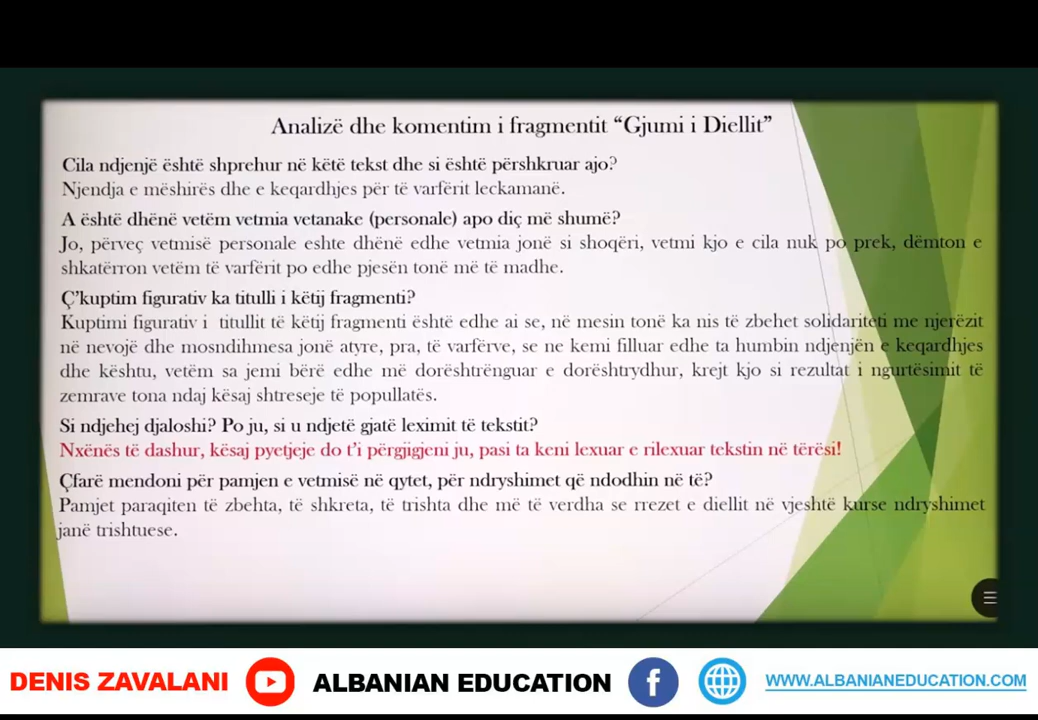 Analizë dhe komentim i fragmentit “Gjumi i Diellit”
Cila ndjenjë është shprehur në këtë tekst dhe si është përshkruar ajo?
Njendja e mëshirës dhe e keqardhjes për të varfërit leckamanë.
A është dhënë vetëm vetmia vetanake (personale) apo diç më shumë?
Jo, përveç vetmisë personale eshte dhënë edhe vetmia jonë si shoqëri, vetmi kjo e cila nuk po prek, dëmton e
shkatërron vetëm të varfërit po edhe pjesën tonë më të madhe.
Ç’kuptim figurativ ka titulli i këtij fragmenti?
Kuptimi figurativ i titullit të këtij fragmenti është edhe ai se, në mesin tonë ka nis të zbehet solidariteti me njerëzit
në nevojë dhe mosndihmesa jonë atyre, pra, të varfërve, se ne kemi filluar edhe ta humbin ndjenjën e keqardhjes
dhe kështu, vetëm sa jemi bërë edhe më dorështrënguar e dorështrydhur, krejt kjo si rezultat i ngurtësimit të
zemrave tona ndaj kësaj shtreseje të popullatës.
Si ndjehej djaloshi? Po ju, si u ndjetë gjatë leximit të tekstit?
Nxënës të dashur, kësaj pyetjeje do t’i përgjigjeni ju, pasi ta keni lexuar e rilexuar tekstin në tërësi!
Çfarë mendoni për pamjen e vetmisë në qytet, për ndryshimet që ndodhin në të?
Pamjet paraqiten të zbehta, të shkreta, të trishta dhe më të verdha se rrezet e diellit në vjeshtë kurse ndryshimet
janë trishtuese.
DENIS ZAVALANI ALBANIAN EDUCATION WWW.ALBANIANEDUCATION.COM